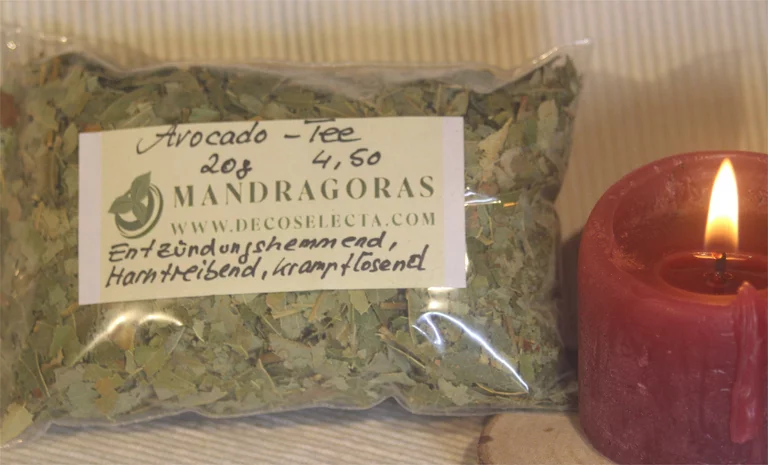 Avocado - Tee
20g 4,50
MANDRAGORAS
WWW.DECOSELECTA.COM
Entzündungshemmend,
Harntreibend, krampflösend